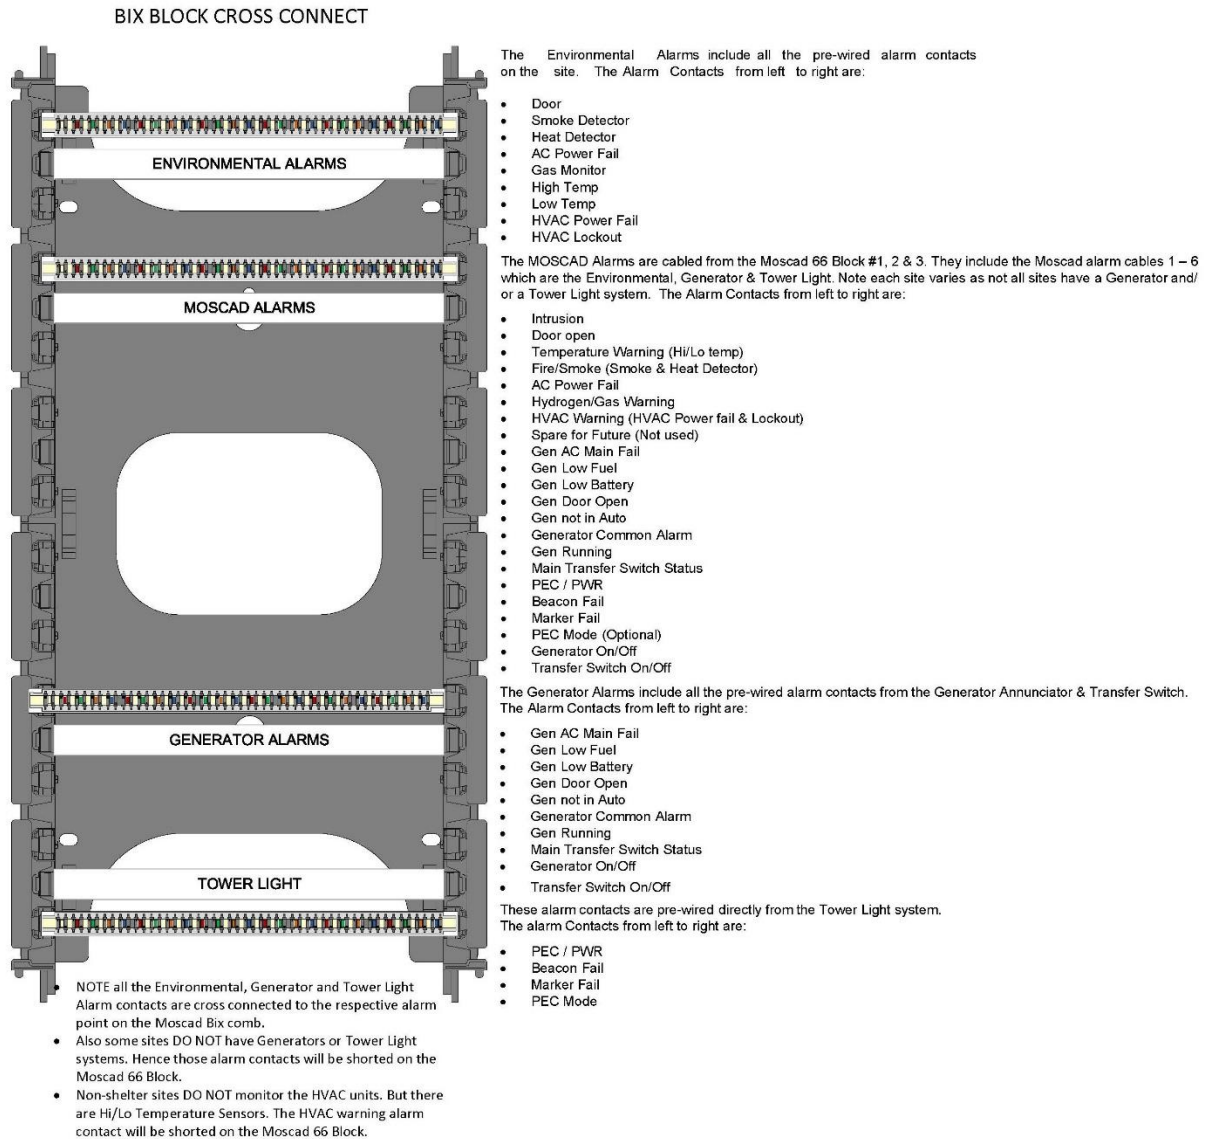 BIX BLOCK CROSS CONNECT
ENVIRONMENTAL ALARMS
MOSCAD ALARMS
GENERATOR ALARMS
TOWER LIGHT
• NOTE all the Environmental, Generator and Tower Light
Alarm contacts are cross connected to the respective alarm
point on the Moscad Bix comb.
• Also some sites DO NOT have Generators or Tower Light
systems. Hence those alarm contacts will be shorted on the
Moscad 66 Block.
• Non-shelter sites DO NOT monitor the HVAC units. But there
are Hi/Lo Temperature Sensors. The HVAC warning alarm
contact will be shorted on the Moscad 66 Block.
The Environmental Alarms include all the pre-wired alarm contacts
on the site. The Alarm Contacts from left to right are:
• Door
• Smoke Detector
• Heat Detector
• AC Power Fail
• Gas Monitor
• High Temp
• Low Temp
• HVAC Power Fail
• HVAC Lockout
The MOSCAD Alarms are cabled from the Moscad 66 Block #1, 2 & 3. They include the Moscad alarm cables 1 – 6
which are the Environmental, Generator & Tower Light. Note each site varies as not all sites have a Generator and/
or a Tower Light system. The Alarm Contacts from left to right are:
• Intrusion
• Door open
• Temperature Warning (Hi/Lo temp)
• Fire/Smoke (Smoke & Heat Detector)
• AC Power Fail
• Hydrogen/Gas Warning
• HVAC Warning (HVAC Power fail & Lockout)
• Spare for Future (Not used)
• Gen AC Main Fail
• Gen Low Fuel
• Gen Low Battery
• Gen Door Open
• Gen not in Auto
• Generator Common Alarm
• Gen Running
• Main Transfer Switch Status
• PEC / PWR
• Beacon Fail
• Marker Fail
• PEC Mode (Optional)
• Generator On/Off
• Transfer Switch On/Off
The Generator Alarms include all the pre-wired alarm contacts from the Generator Annunciator & Transfer Switch.
The Alarm Contacts from left to right are:
• Gen AC Main Fail
• Gen Low Fuel
• Gen Low Battery
• Gen Door Open
• Gen not in Auto
• Generator Common Alarm
• Gen Running
• Main Transfer Switch Status
• Generator On/Off
• Transfer Switch On/Off
These alarm contacts are pre-wired directly from the Tower Light system.
The alarm Contacts from left to right are:
• PEC / PWR
• Beacon Fail
• Marker Fail
• PEC Mode